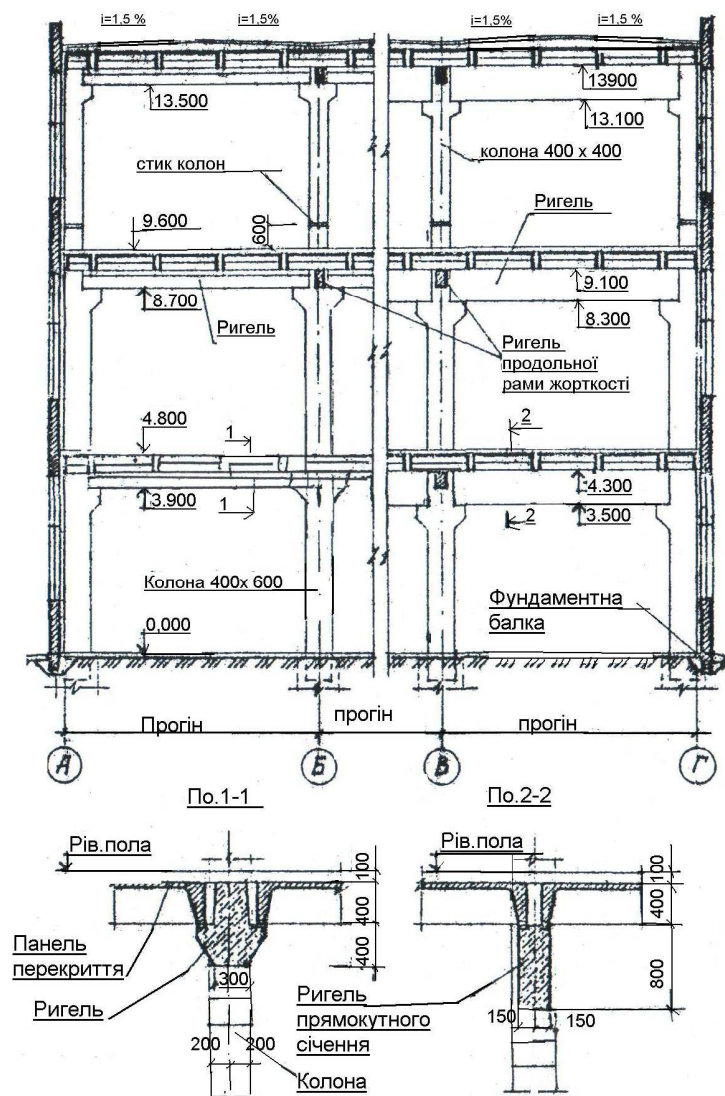 i=1,5 %
i=1,5%
i=1,5 %
i=1,5 %
13.500
13900
13.100
стик колон
колона 400 х 400
9.600
600
Ригель
8.700
9.100
Ригель
8.300
Ригель
продольної
рами жорткості
4.800
1
2
3.900
1
4.300
2
3.500
Колона 400х 600
Фундаментна
балка
0,000
Прогін
прогін
прогін
А
Б
В
Г
По.1-1
По.2-2
Рів.пола
100
Рів.пола
100
400
400
Панель
перекриття
400
800
300
Ригель
Ригель
прямокутного
січення
150
150
200
200
Колона